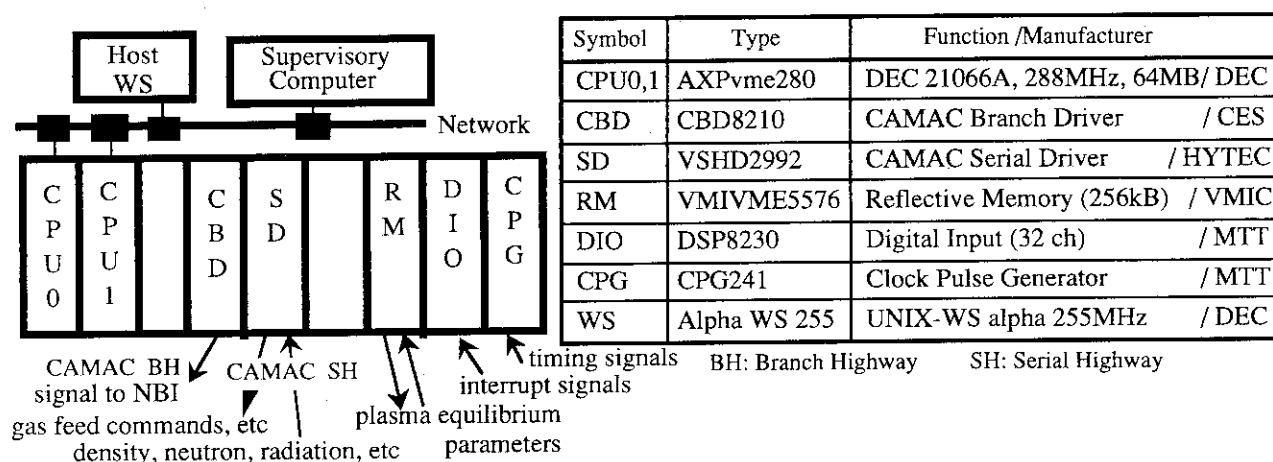 Host
WS
Supervisory
Computer
Network
C P U 0
C P U 1
C B D
S D
R M
D I O
C P G
CAMAC BH
signal to NBI
CAMAC SH
gas feed commands, etc
density, neutron, radiation, etc
plasma equilibrium
parameters
interrupt signals
timing signals
Symbol Type Function /Manufacturer
CPU0,1 AXPvme280 DEC 21066A, 288MHz, 64MB/ DEC
CBD CBD8210 CAMAC Branch Driver / CES
SD VSHD2992 CAMAC Serial Driver / HYTEC
RM VMIVME5576 Reflective Memory (256kB) / VMIC
DIO DSP8230 Digital Input (32 ch) / MTT
CPG CPG241 Clock Pulse Generator / MTT
WS Alpha WS 255 UNIX-WS alpha 255MHz / DEC
BH: Branch Highway SH: Serial Highway